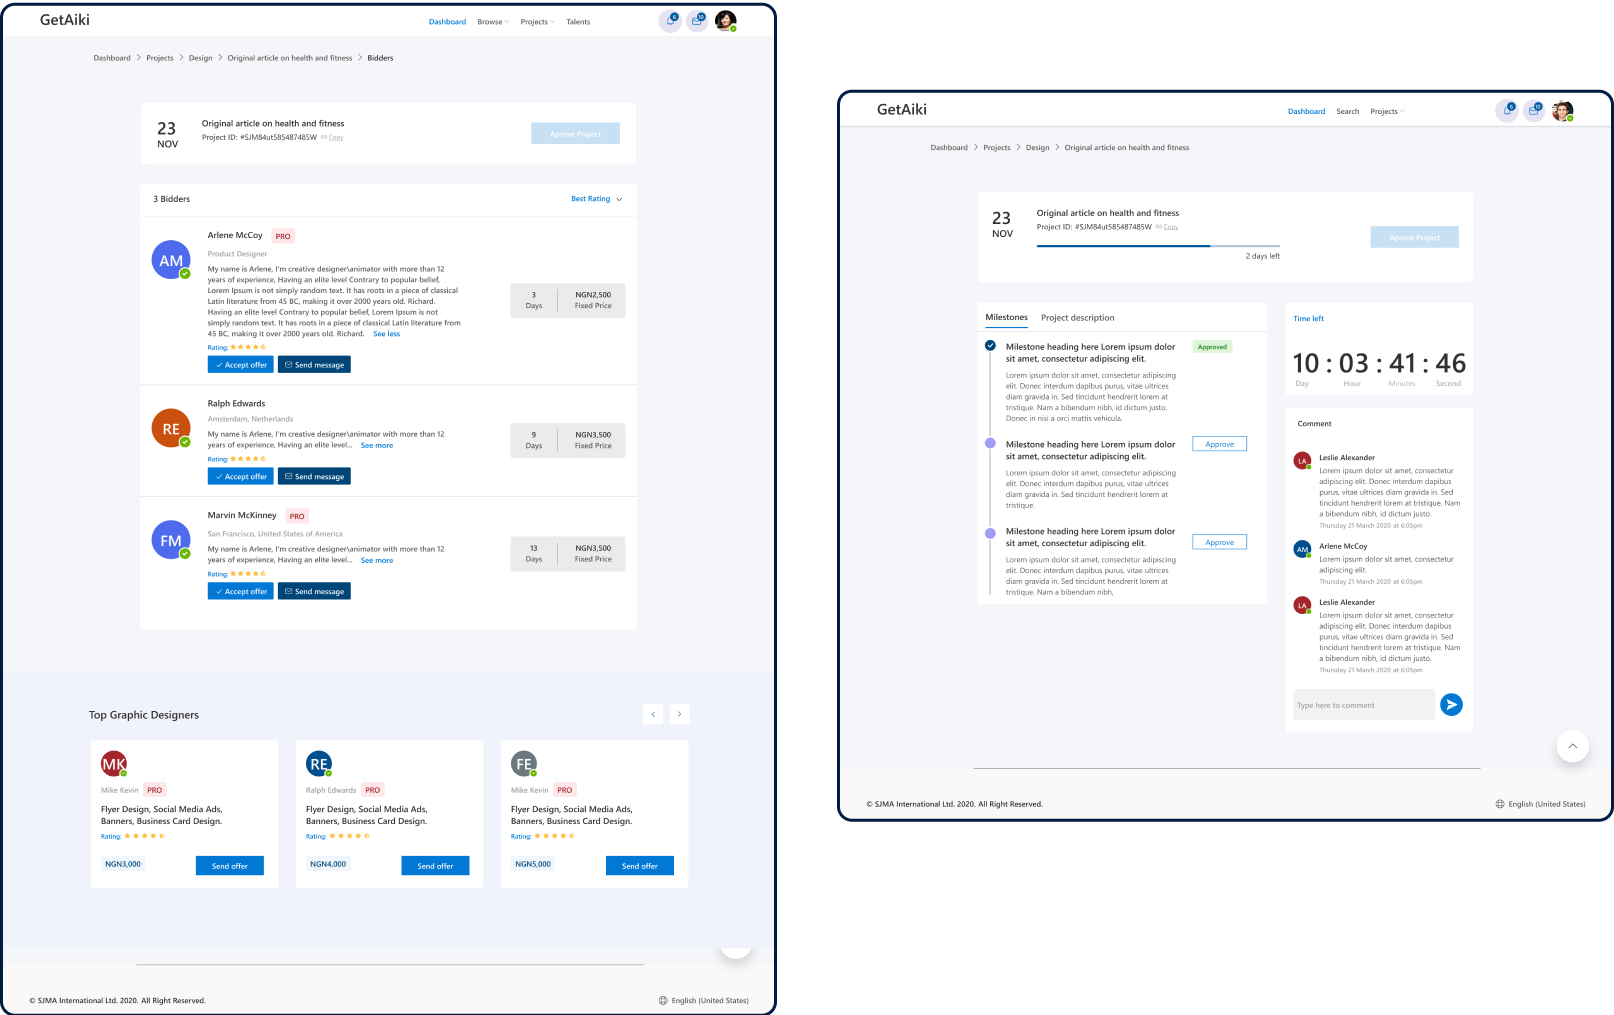 GetAiki
Dashboard Browse Projects Talents
6
10
Dashboard > Projects > Design > Original article on health and fitness > Bidders
23
NOV
Original article on health and fitness
Project ID: #SJM84ut585487485W Copy
Aprove Project
3 Bidders
Best Rating
AM
Arlene McCoy PRO
Product Designer
My name is Arlene, I'm creative designer\animator with more than 12
years of experience, Having an elite level Contrary to popular belief,
Lorem Ipsum is not simply random text. It has roots in a piece of classical
Latin literature from 45 BC, making it over 2000 years old. Richard.
Having an elite level Contrary to popular belief, Lorem Ipsum is not
simply random text. It has roots in a piece of classical Latin literature from
45 BC, making it over 2000 years old. Richard. See less
Rating:
Accept offer Send message
3
Days
NGN2,500
Fixed Price
RE
Ralph Edwards
Amsterdam, Netherlands
My name is Arlene, I'm creative designer\animator with more than 12
years of experience, Having an elite level... See more
Rating:
Accept offer Send message
9
Days
NGN3,500
Fixed Price
FM
Marvin McKinney PRO
San Francisco, United States of America
My name is Arlene, I'm creative designer\animator with more than 12
years of experience, Having an elite level... See more
Rating:
Accept offer Send message
13
Days
NGN3,500
Fixed Price
Top Graphic Designers
MK
Mike Kevin PRO
Flyer Design, Social Media Ads,
Banners, Business Card Design.
Rating:
NGN3,000
Send offer
RE
Ralph Edwards PRO
Flyer Design, Social Media Ads,
Banners, Business Card Design.
Rating:
NGN4,000
Send offer
FE
Mike Kevin PRO
Flyer Design, Social Media Ads,
Banners, Business Card Design.
Rating:
NGN5,000
Send offer
© SJMA International Ltd. 2020. All Right Reserved.
English (United States)
GetAiki
Dashboard Search Projects
6
10
Dashboard > Projects > Design > Original article on health and fitness
23
NOV
Original article on health and fitness
Project ID: #SJM84ut585487485W Copy
2 days left
Aprove Project
Milestones Project description
Milestone heading here Lorem ipsum dolor
sit amet, consectetur adipiscing elit.
Approved
Lorem ipsum dolor sit amet, consectetur adipiscing
elit. Donec interdum dapibus purus, vitae ultrices
diam gravida in. Sed tincidunt hendrerit lorem at
tristique. Nam a bibendum nibh, id dictum justo.
Donec in nisi a orci mattis vehicula.
Milestone heading here Lorem ipsum dolor
sit amet, consectetur adipiscing elit.
Approve
Lorem ipsum dolor sit amet, consectetur adipiscing
elit. Donec interdum dapibus purus, vitae ultrices
diam gravida in. Sed tincidunt hendrerit lorem at
tristique.
Milestone heading here Lorem ipsum dolor
sit amet, consectetur adipiscing elit.
Approve
Lorem ipsum dolor sit amet, consectetur adipiscing
elit. Donec interdum dapibus purus, vitae ultrices
diam gravida in. Sed tincidunt hendrerit lorem at
tristique. Nam a bibendum nibh,
Time left
10 : 03 : 41 : 46
Day Hour Minutes Second
Comment
LA
Leslie Alexander
Lorem ipsum dolor sit amet, consectetur
adipiscing elit. Donec interdum dapibus
purus, vitae ultrices diam gravida in. Sed
tincidunt hendrerit lorem at tristique. Nam
a bibendum nibh, id dictum justo.
Thursday 21 March 2020 at 6:05pm
AM
Arlene McCoy
Lorem ipsum dolor sit amet, consectetur
adipiscing elit.
Thursday 21 March 2020 at 6:05pm
LA
Leslie Alexander
Lorem ipsum dolor sit amet, consectetur
adipiscing elit. Donec interdum dapibus
purus, vitae ultrices diam gravida in. Sed
tincidunt hendrerit lorem at tristique. Nam
a bibendum nibh, id dictum justo.
Thursday 21 March 2020 at 6:05pm
Type here to comment
© SJMA International Ltd. 2020. All Right Reserved.
English (United States)